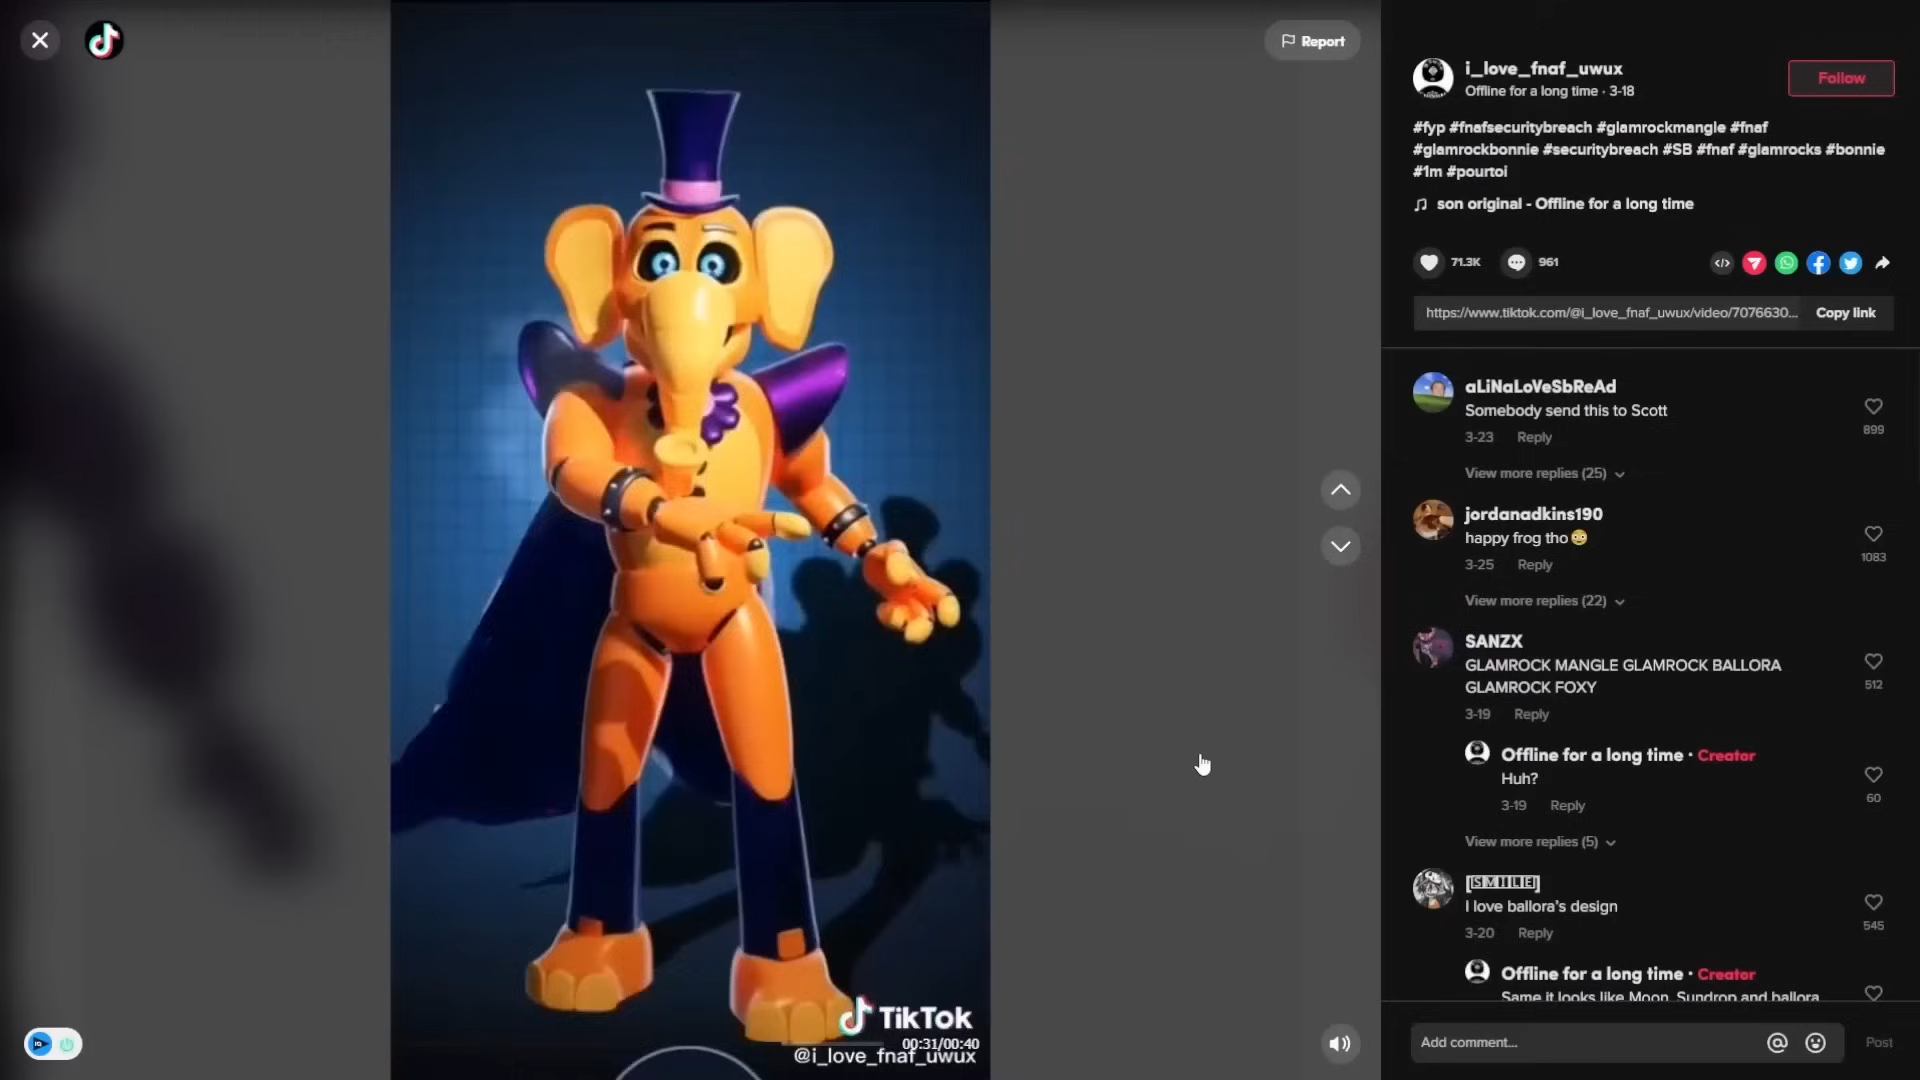 Report
i_love_fnaf_uwux
Offline for a long time · 3-18
Follow
#fyp #fnafsecuritybreach #glamrockmangle #fnaf
#glamrockbonnie #securitybreach #SB #fnaf #glamrocks #bonnie
#1m #pourtoi
son original - Offline for a long time
71.3K
961
https://www.tiktok.com/@i_love_fnaf_uwux/video/7076630...
Copy link
aLiNaLoVeSbReAd
Somebody send this to Scott
899
3-23 Reply
View more replies (25)
jordanadkins190
happy frog tho😳
1083
3-25 Reply
View more replies (22)
SANZX
GLAMROCK MANGLE GLAMROCK BALLORA
GLAMROCK FOXY
512
3-19 Reply
Offline for a long time · Creator
Huh?
60
3-19 Reply
View more replies (5)
[🅂🄼🄸🄻🄴]
I love ballora's design
545
3-20 Reply
Offline for a long time · Creator
Same it looks like Moon, Sundrop and ballora
Add comment...
Post
TikTok
00:31/00:40
@i_love_fnaf_uwux